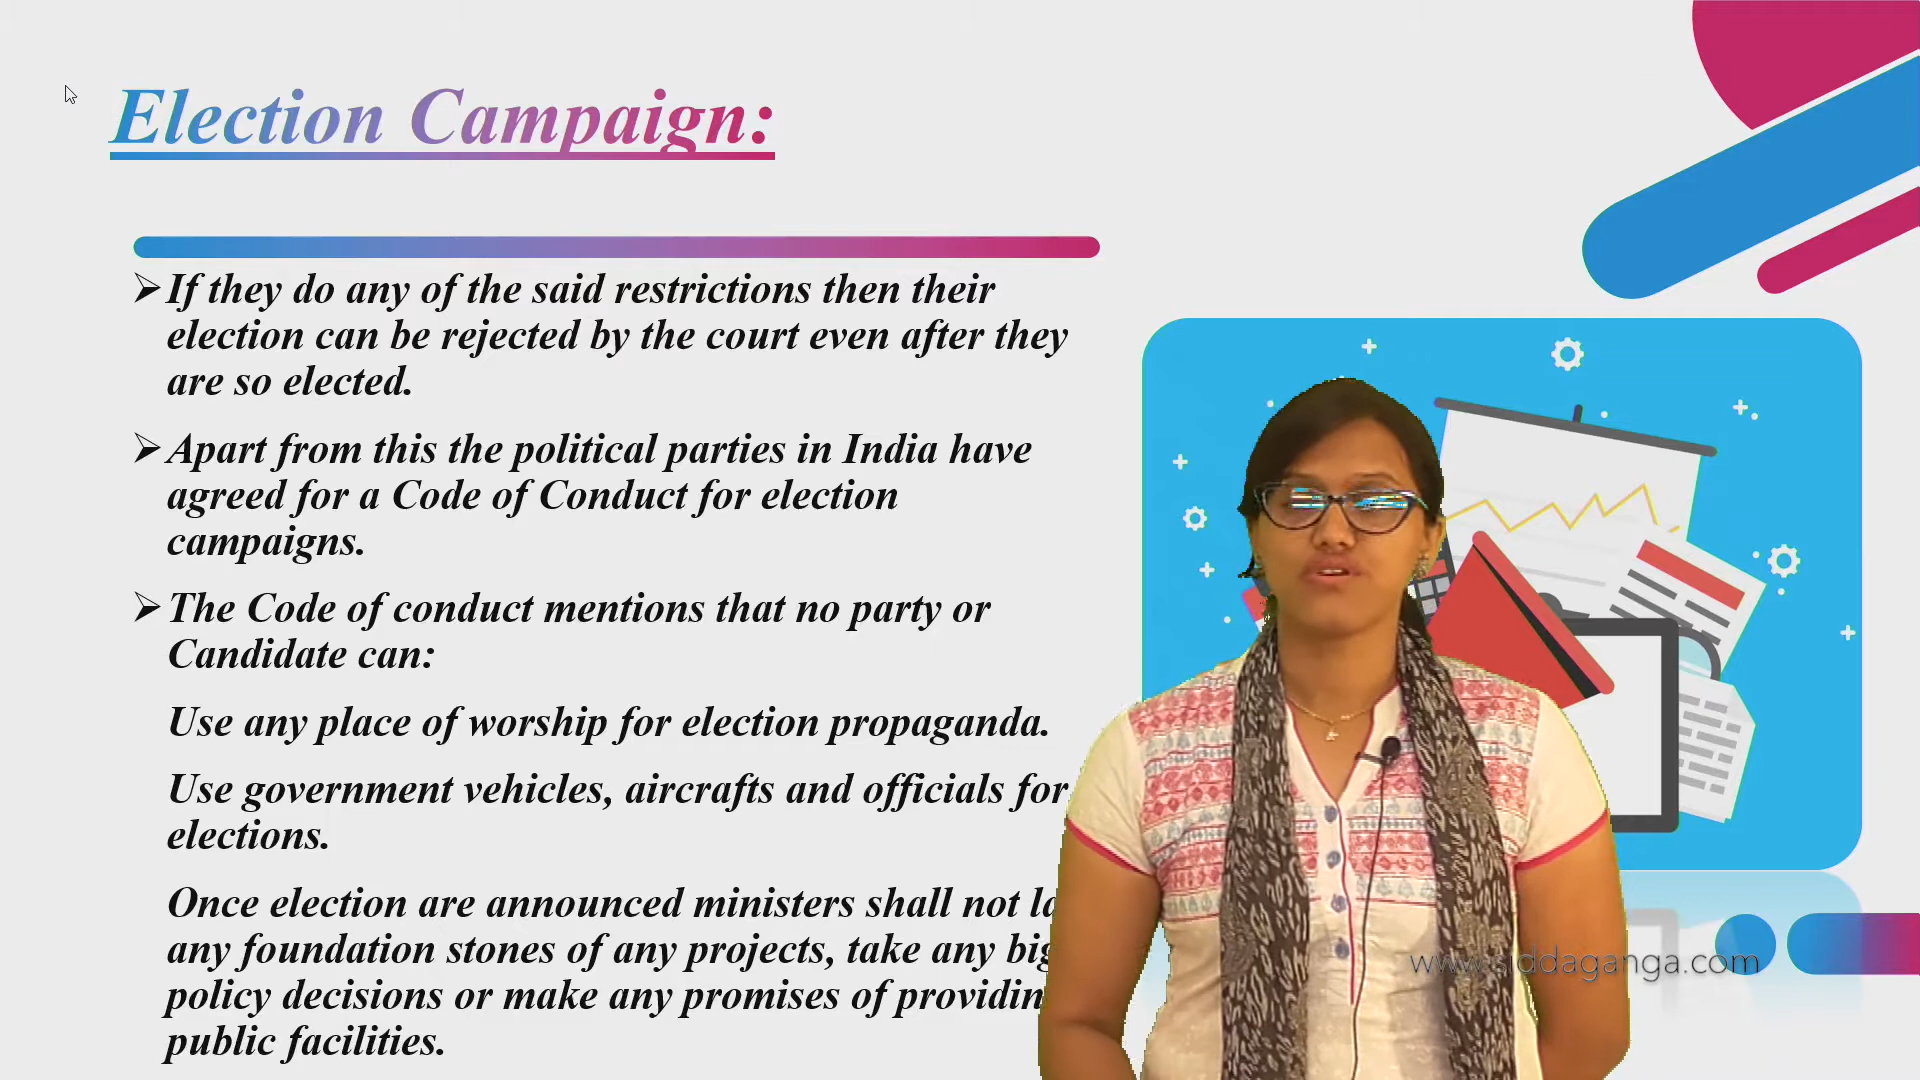 Election Campaign:
If they do any of the said restrictions then their
election can be rejected by the court even after they
are so elected.
Apart from this the political parties in India have
agreed for a Code of Conduct for election
campaigns.
The Code of conduct mentions that no party or
Candidate can:
Use any place of worship for election propaganda.
Use government vehicles, aircrafts and officials for
elections.
Once election are announced ministers shall not
any foundation stones of any projects, take any big
policy decisions or make any promises of
public facilities.
www.siddaganga.com